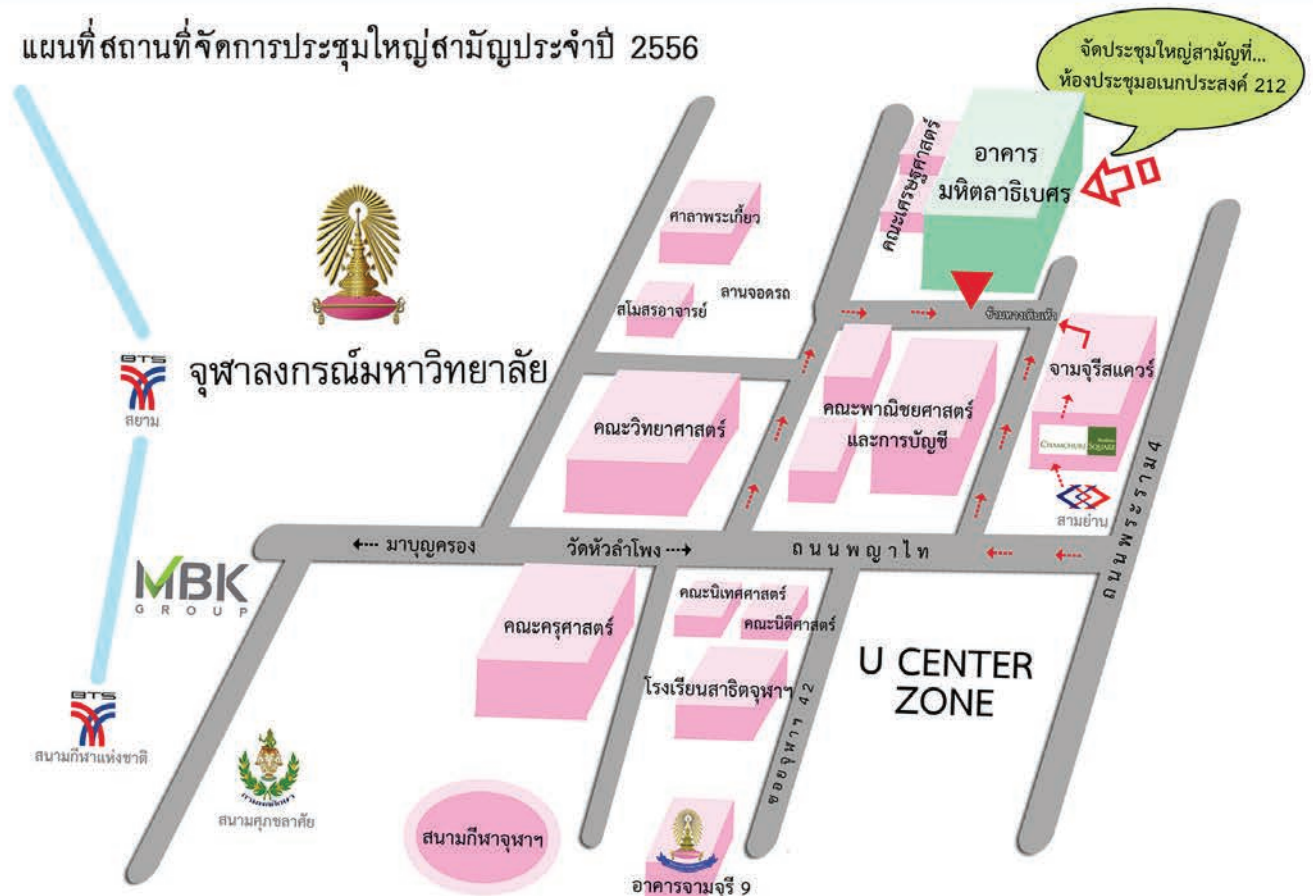 แผนที่สถานที่จัดการประชุมใหญ่สามัญประจำปี 2556
จัดประชุมใหญ่สามัญที่...
ห้องประชุมอเนกประสงค์ 212
อาคาร
มหิตลาธิเบศร
คณะเศรษฐศาสตร์
ศาลาพระเกี้ยว
ลานจอดรถ
สโมสรอาจารย์
BTS
สยาม
จุฬาลงกรณ์มหาวิทยาลัย
จามจุรีสแควร์
CHAMCHURI SQUARE
สามย่าน
คณะวิทยาศาสตร์
คณะพาณิชยศาสตร์
และการบัญชี
ถนนพระราม 4
มาบุญครอง
วัดหัวลำโพง
ถนนพญาไท
MBK
GROUP
คณะครุศาสตร์
คณะนิเทศศาสตร์
คณะนิติศาสตร์
โรงเรียนสาธิตจุฬาฯ
ซอยจุฬาฯ 42
U CENTER
ZONE
BTS
สนามกีฬาแห่งชาติ
สนามศุภชลาศัย
สนามกีฬาจุฬาฯ
อาคารจามจุรี 9